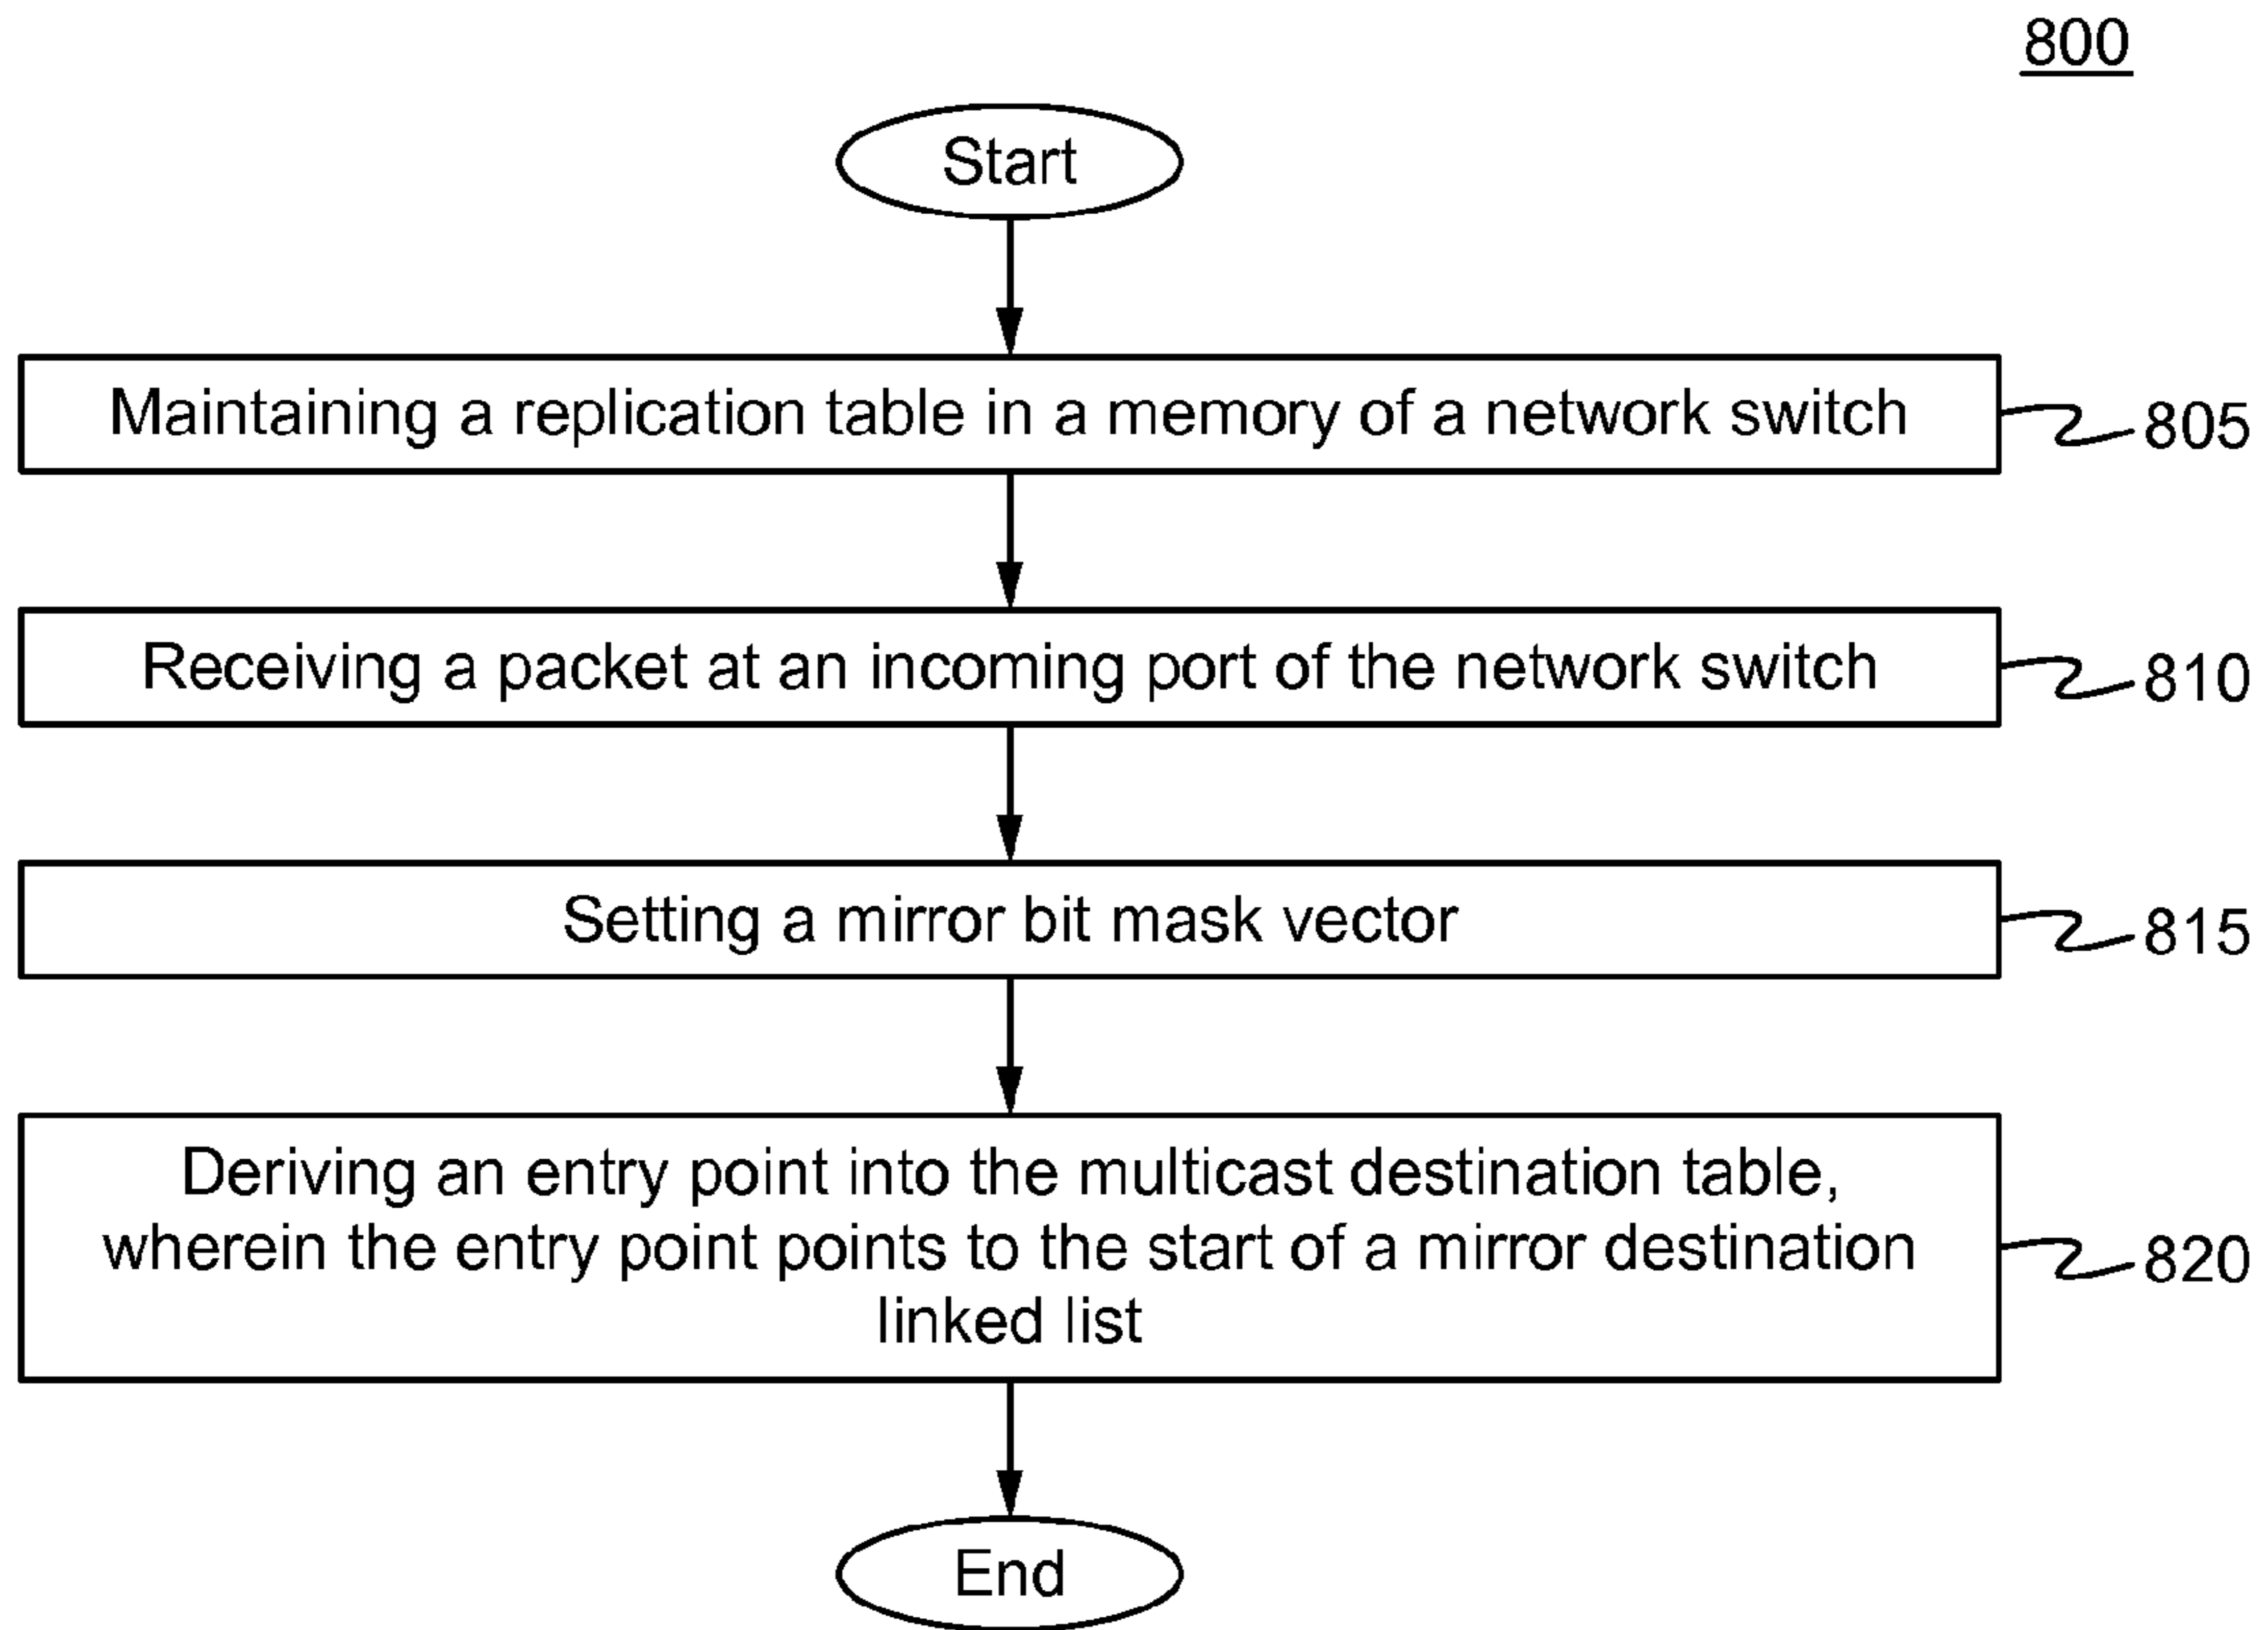 800
Start
Maintaining a replication table in a memory of a network switch
805
Receiving a packet at an incoming port of the network switch
810
Setting a mirror bit mask vector
815
Deriving an entry point into the multicast destination table,
wherein the entry point points to the start of a mirror destination
linked list
820
End